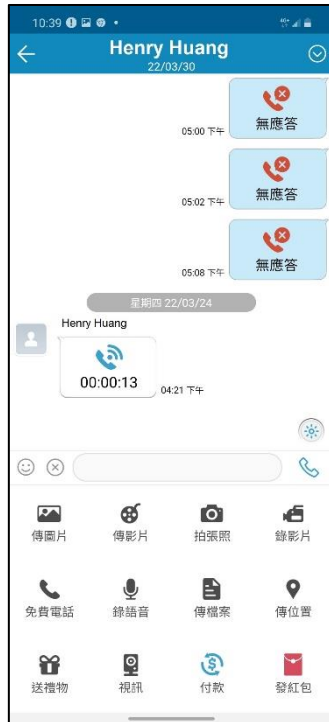 10:39
Henry Huang
22/03/30
無應答
05:00 下午
無應答
05:02 下午
無應答
05:08 下午
星期四 22/03/24
Henry Huang
00:00:13
04:21 下午
傳圖片 傳影片 拍張照 錄影片
免費電話 錄語音 傳檔案 傳位置
送禮物 視訊 付款 發紅包